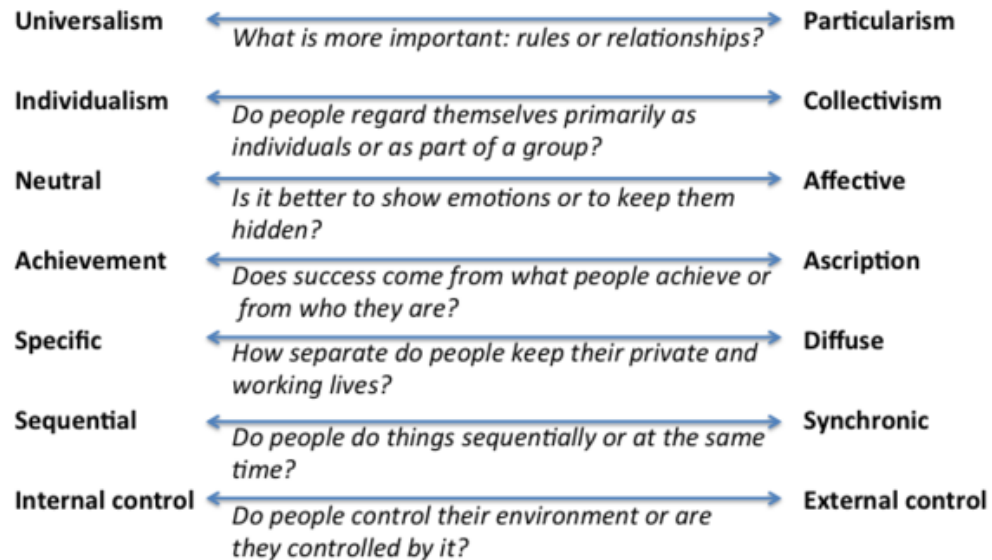 Universalism Particularism
What is more important: rules or relationships?
Individualism Collectivism
Do people regard themselves primarily as
individuals or as part of a group?
Neutral Affective
Is it better to show emotions or to keep them
hidden?
Achievement Ascription
Does success come from what people achieve or
from who they are?
Specific Diffuse
How separate do people keep their private and
working lives?
Sequential Synchronic
Do people do things sequentially or at the same
time?
Internal control External control
Do people control their environment or are
they controlled by it?